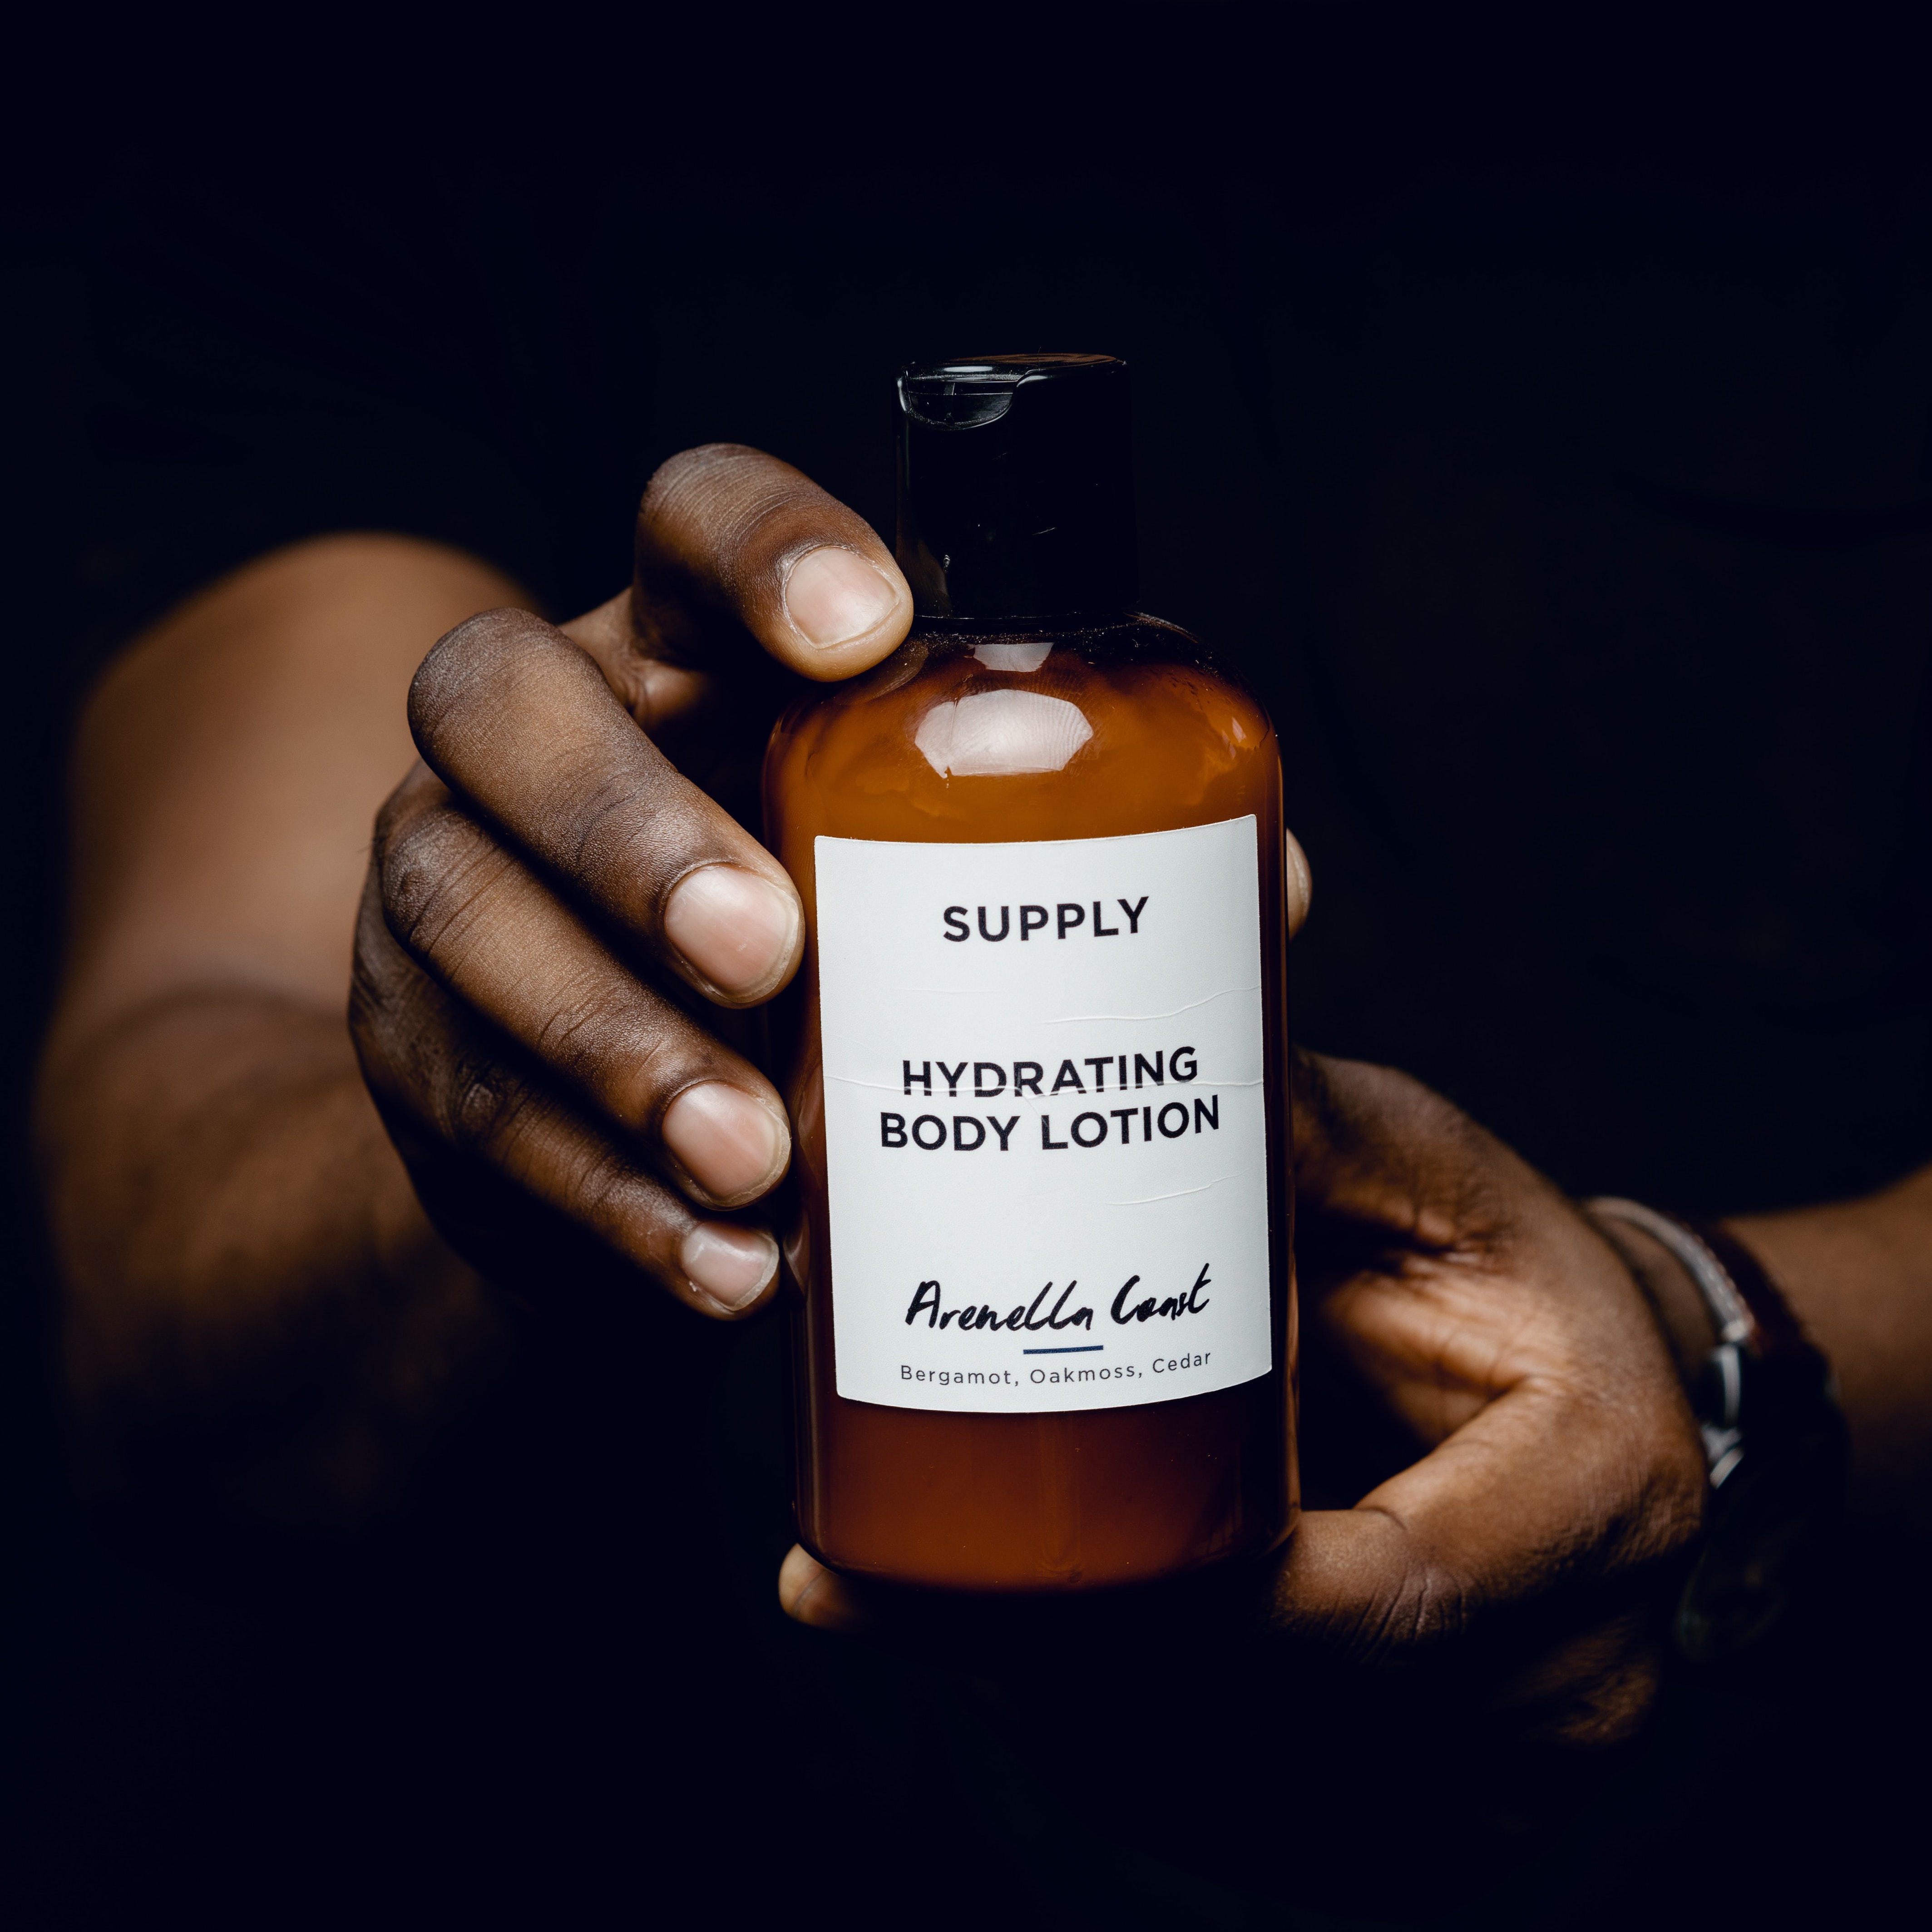 SUPPLY
HYDRATING
BODY LOTION
Arenella Coast
Bergamot, Oakmoss, Cedar